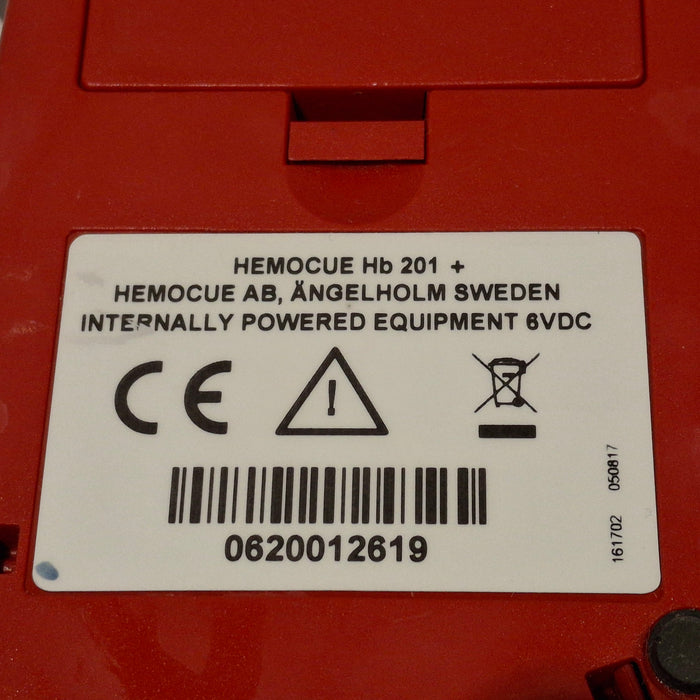 HEMOCUE Hb 201 +
HEMOCUE AB, ÄNGELHOLM SWEDEN
INTERNALLY POWERED EQUIPMENT 6VDC
CE
!
0620012619
161702 050817